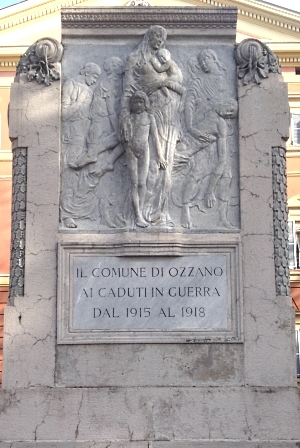 IL COMUNE DI OZZANO
AI CADUTI IN GUERRA
DAL 1915 AL 1918